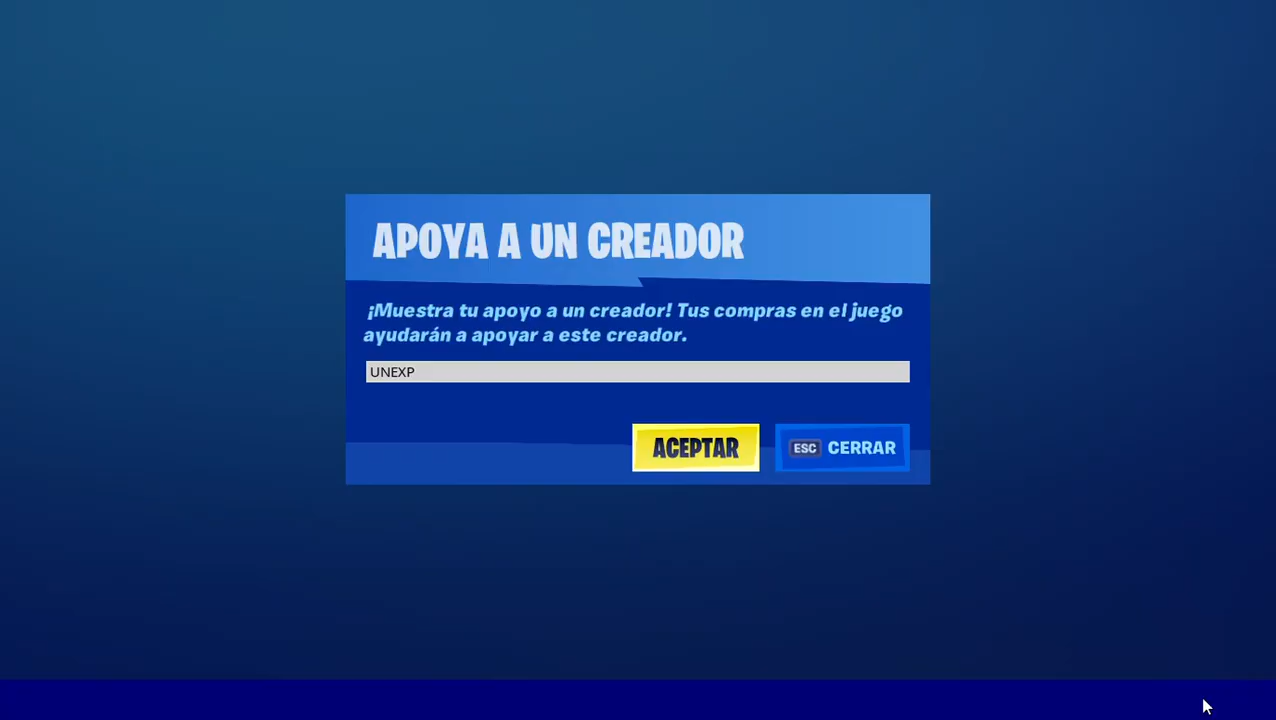 APOYA A UN CREADOR
¡Muestra tu apoyo a un creador! Tus compras en el juego
ayudarán a apoyar a este creador.
UNEXP
ACEPTAR
ESC CERRAR